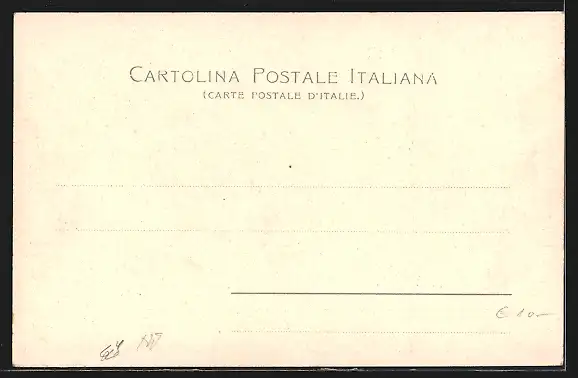 CARTOLINA POSTALE ITALIANA
(CARTE POSTALE D'ITALIE.)